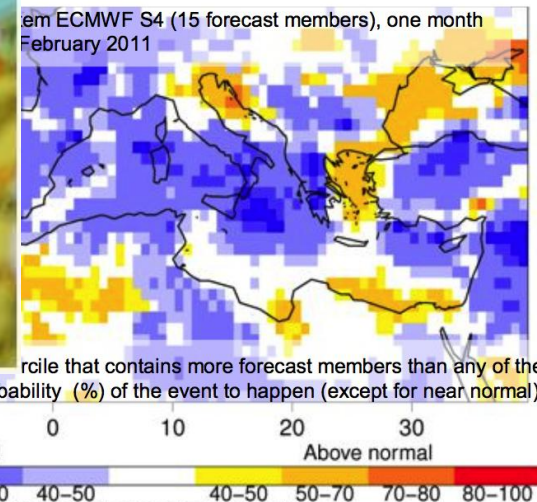 em ECMWF S4 (15 forecast members), one month
February 2011
rcile that contains more forecast members than any of the
bability (%) of the event to happen (except for near normal)
0 10 20 30
Above normal
0 40−50 40−50 50−70 70−80 80−100